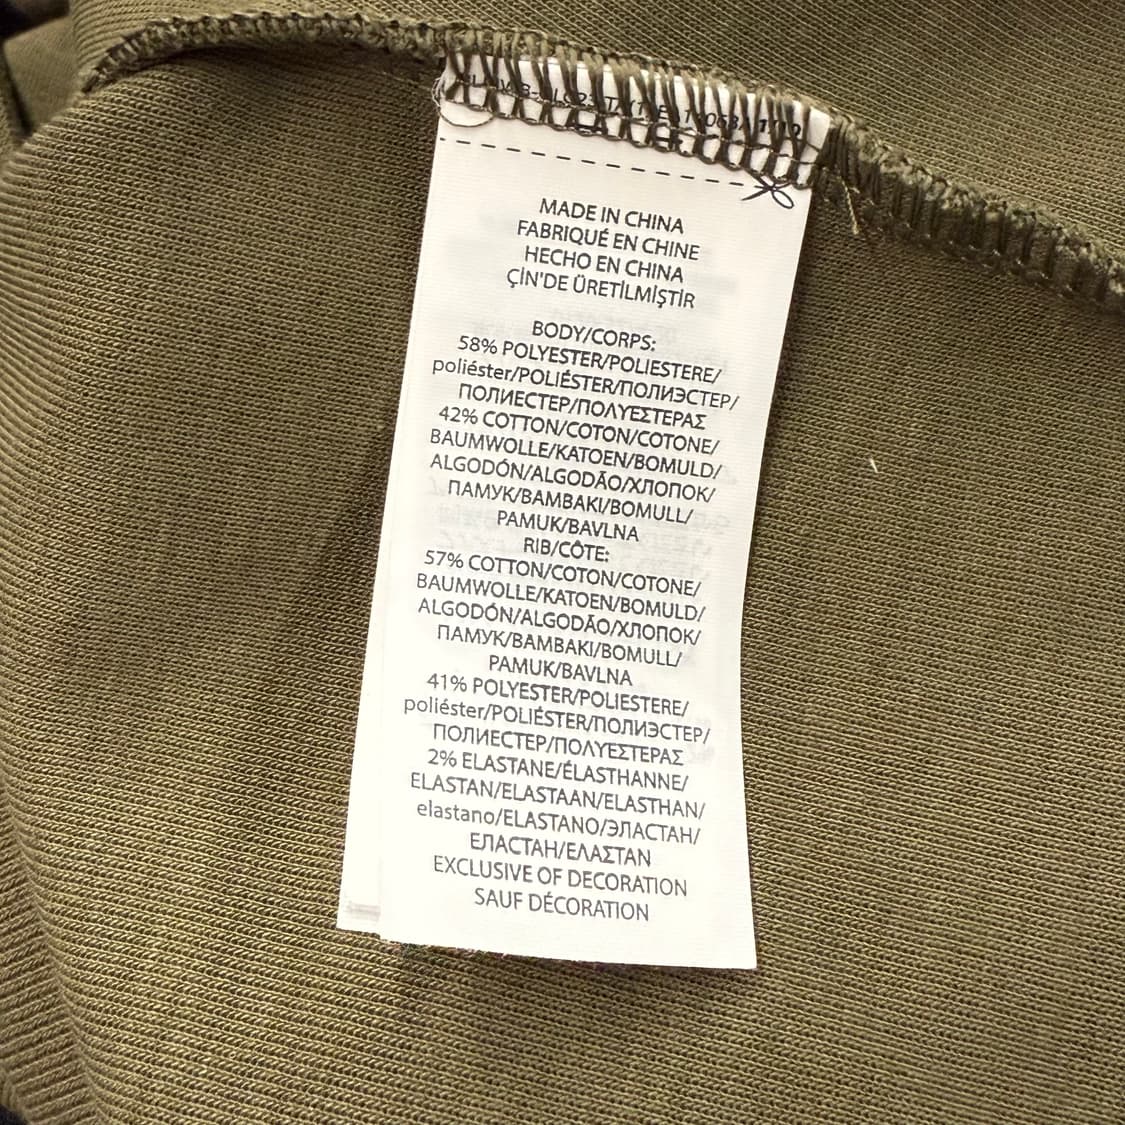 MADE IN CHINA
FABRIQUÉ EN CHINE
HECHO EN CHINA
ÇİN'DE ÜRETİLMİŞTİR
BODY/CORPS:
58% POLYESTER/POLIESTERE/
poliéster/POLIÉSTER/ПОЛИЭСТЕР/
ПОЛИЕСТЕР/ΠΟΛΥΕΣΤΕΡΑΣ
42% COTTON/COTON/COTONE/
BAUMWOLLE/KATOEN/BOMULD/
ALGODÓN/ALGODÃO/ХЛОПОК/
ПАМУК/ΒΑΜΒΑΚΙ/BOMULL/
PAMUK/BAVLNA
RIB/CÔTE:
57% COTTON/COTON/COTONE/
BAUMWOLLE/KATOEN/BOMULD/
ALGODÓN/ALGODÃO/ХЛОПОК/
ПАМУК/ΒΑΜΒΑΚΙ/BOMULL/
PAMUK/BAVLNA
41% POLYESTER/POLIESTERE/
poliéster/POLIÉSTER/ПОЛИЭСТЕР/
ПОЛИЕСТЕР/ΠΟΛΥΕΣΤΕΡΑΣ
2% ELASTANE/ÉLASTHANNE/
ELASTAN/ELASTAAN/ELASTHAN/
elastano/ELASTANO/ЭЛАСТАН/
ЕЛАСТАН/ΕΛΑΣΤΑΝ
EXCLUSIVE OF DECORATION
SAUF DÉCORATION